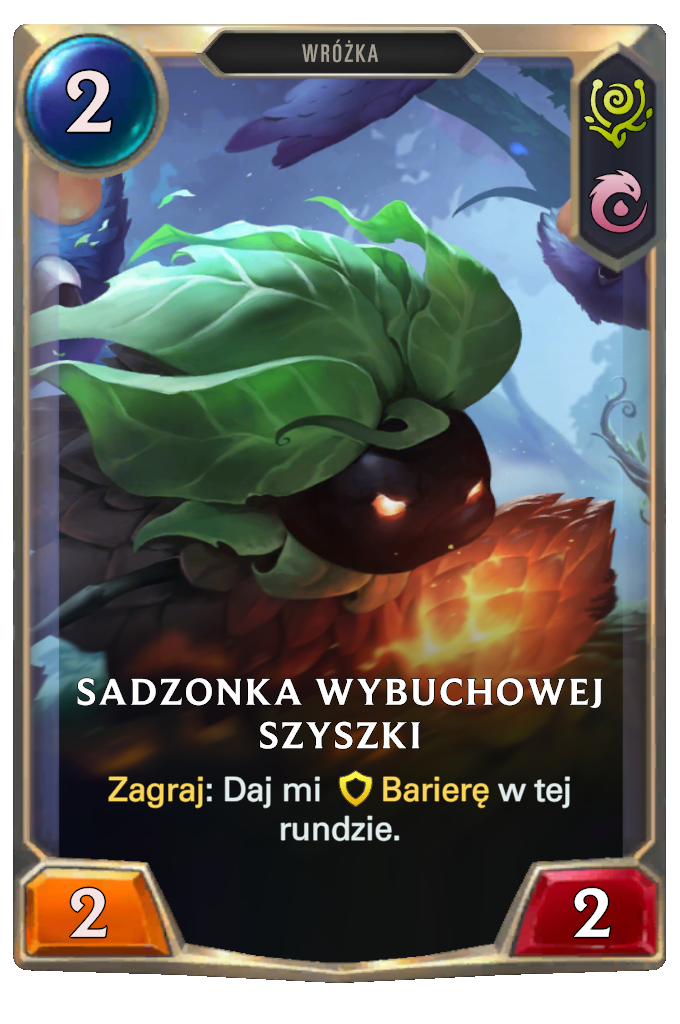 WRÓŻKA
2
SADZONKA WYBUCHOWEJ
SZYSZKI
Zagraj: Daj mi Barierę w tej
rundzie.
2
2